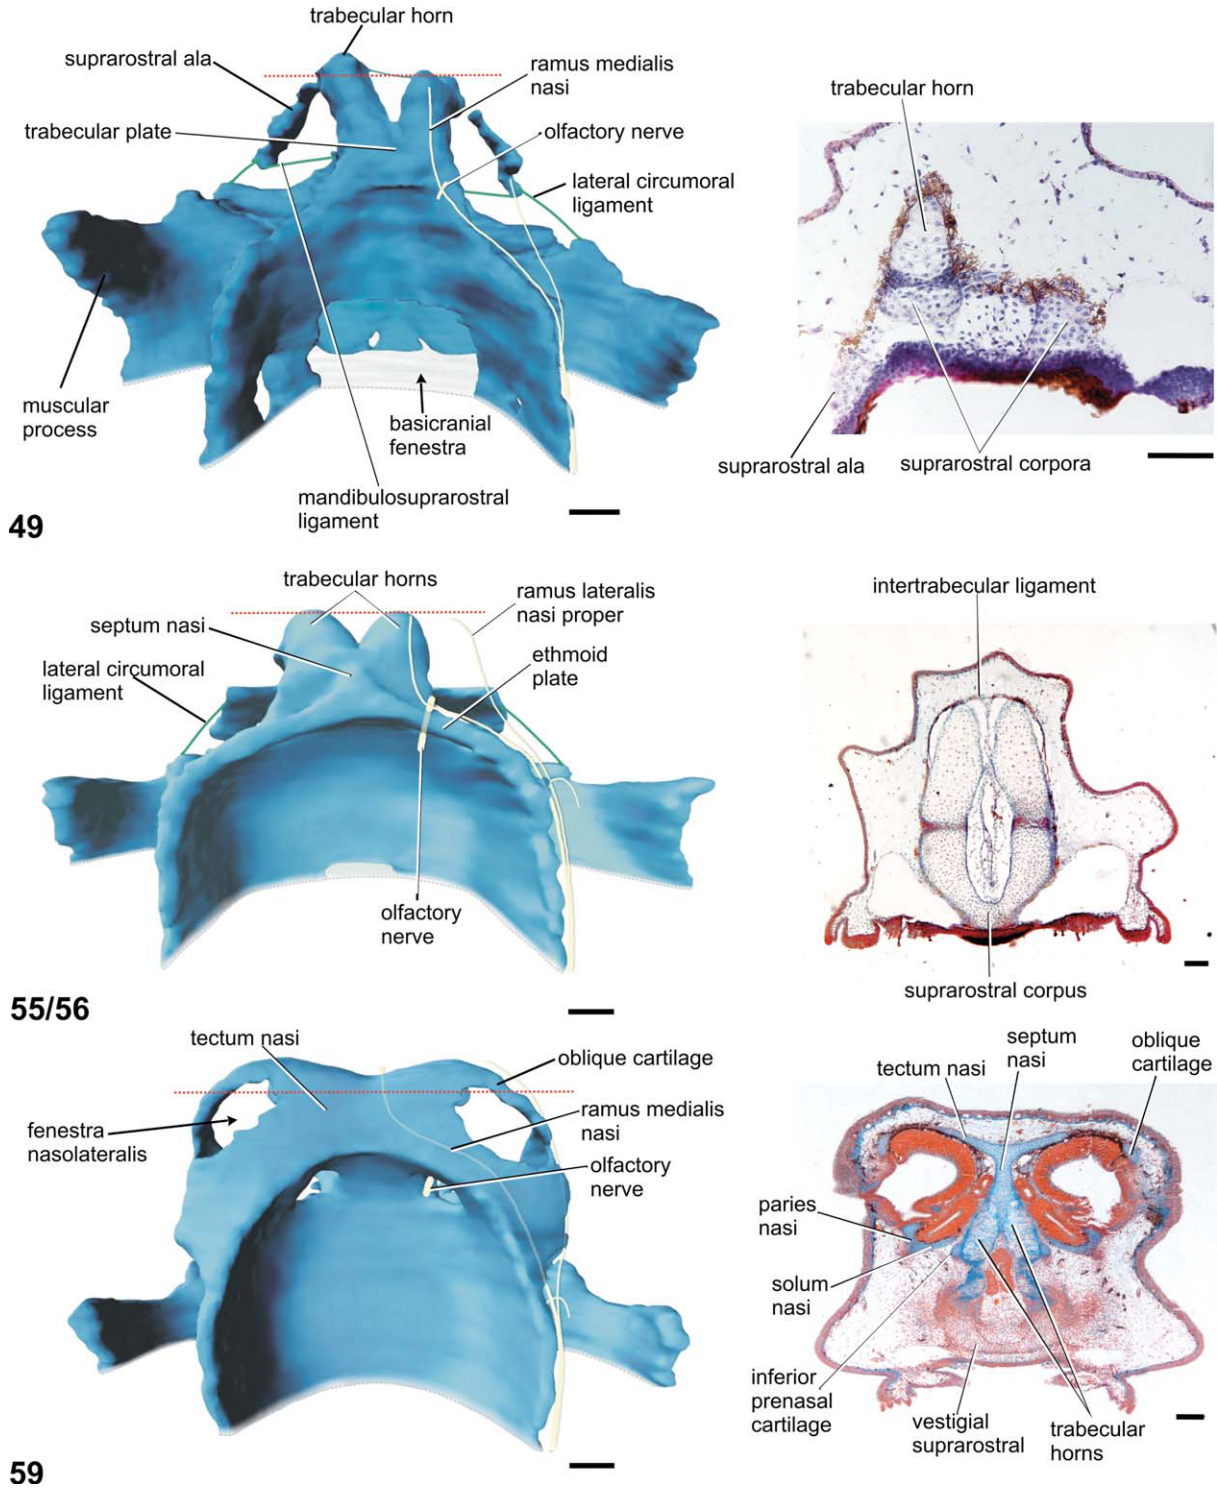 trabecular horn
suprarostral ala
ramus medialis
nasi
trabecular plate
olfactory nerve
lateral circumoral
ligament
muscular
process
basicranial
fenestra
mandibulosuprarostral
ligament
49
trabecular horn
suprarostral ala
suprarostral corpora
trabecular horns
ramus lateralis
nasi proper
septum nasi
lateral circumoral
ligament
ethmoid
plate
olfactory
nerve
55/56
intertrabecular ligament
suprarostral corpus
tectum nasi
oblique cartilage
fenestra
nasolateralis
ramus medialis
nasi
olfactory
nerve
59
septum
nasi
oblique
cartilage
tectum nasi
paries
nasi
solum
nasi
inferior
prenasal
cartilage
vestigial
suprarostral
trabecular
horns